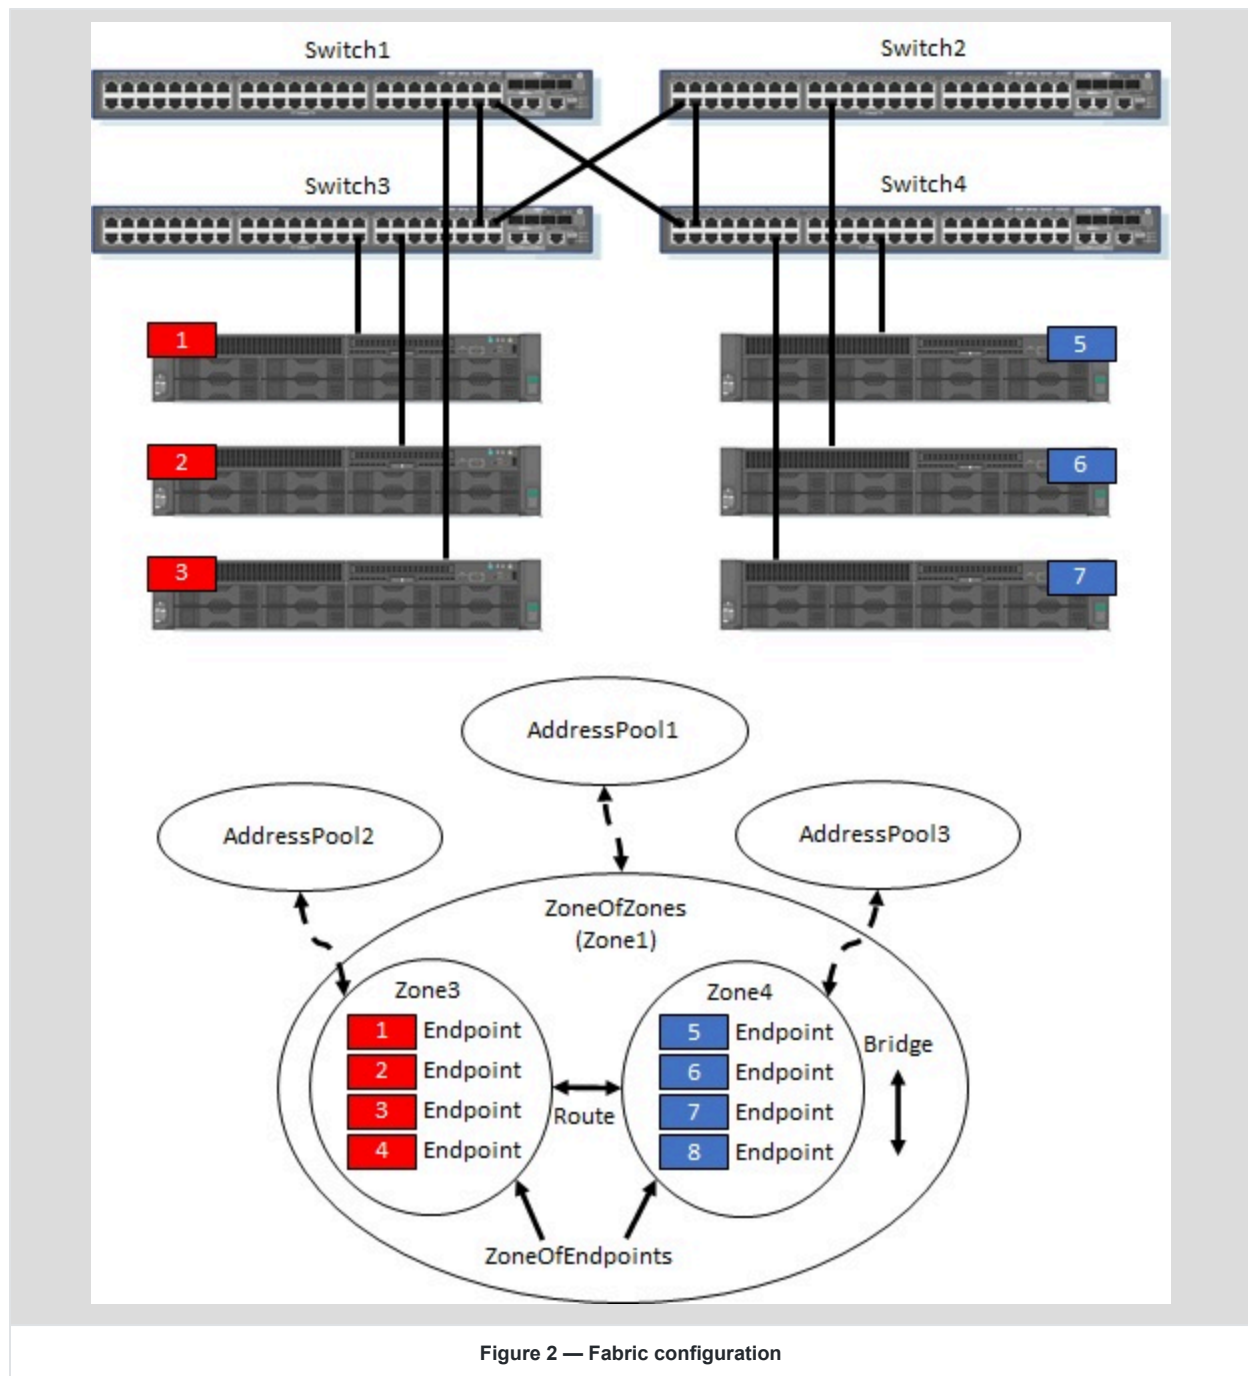 Switch1
Switch2
Switch3
Switch4
1
5
2
6
3
7
AddressPool1
AddressPool2
AddressPool3
ZoneOfZones
(Zone1)
Zone3
1 Endpoint
2 Endpoint
3 Endpoint
4 Endpoint
Route
Zone4
5 Endpoint
6 Endpoint
7 Endpoint
8 Endpoint
Bridge
ZoneOfEndpoints
Figure 2 — Fabric configuration